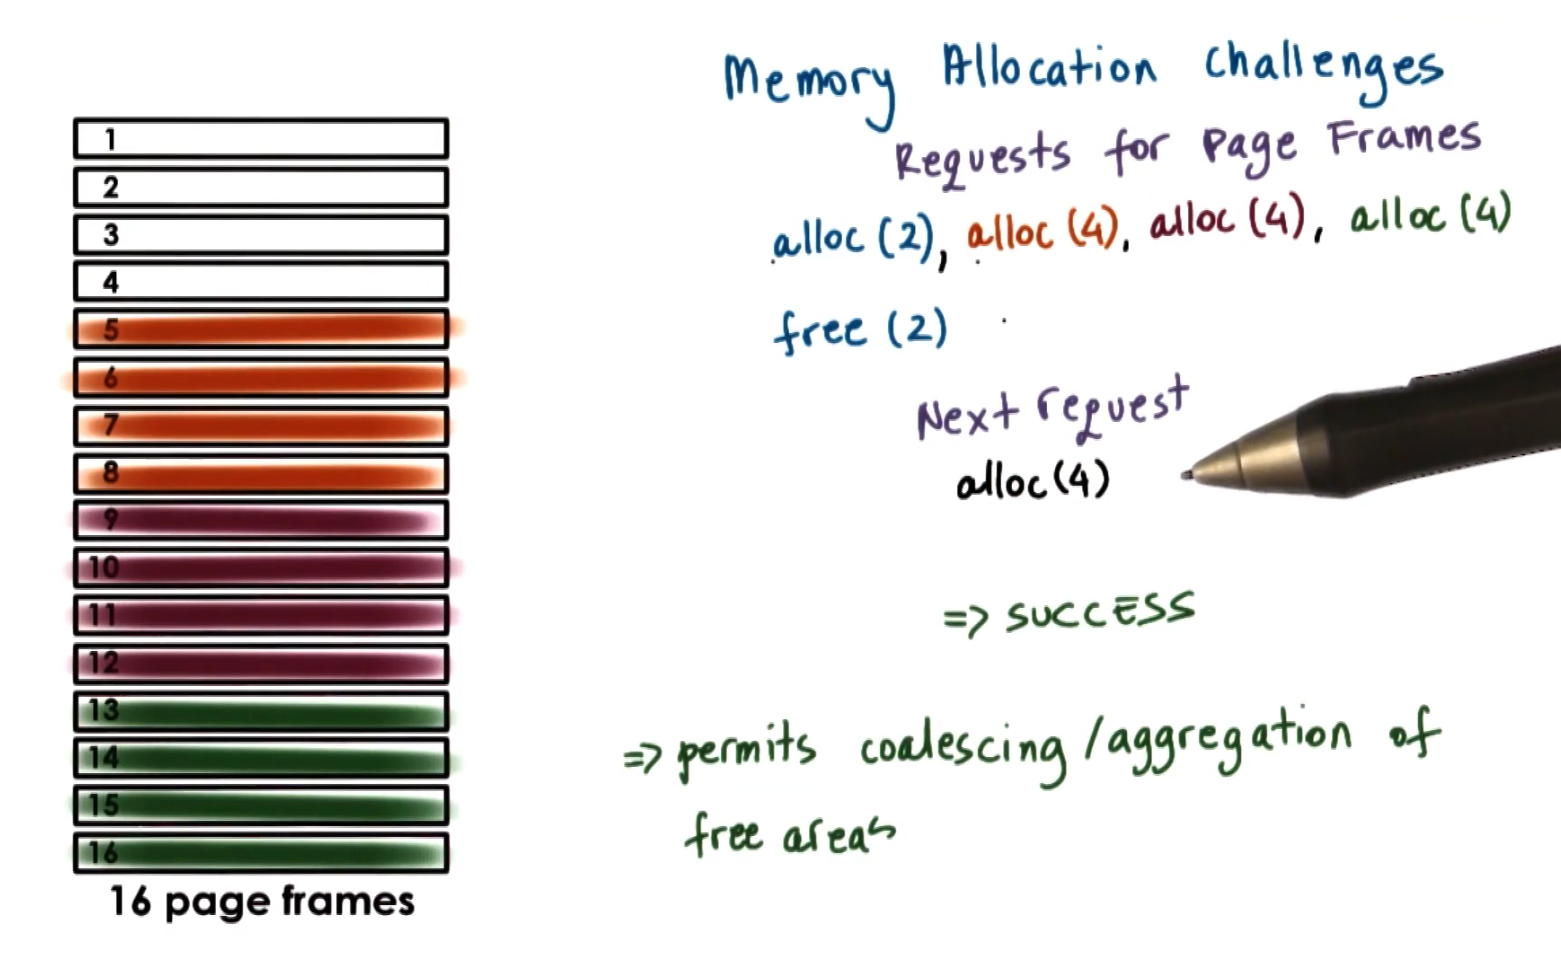 Memory Allocation Challenges
Requests for Page Frames
alloc (2), alloc (4), alloc (4), alloc (4)
free (2)
Next request
alloc (4)
=> SUCCESS
=> permits coalescing / aggregation of
free areas
1
2
3
4
5
6
7
8
9
10
11
12
13
14
15
16
16 page frames